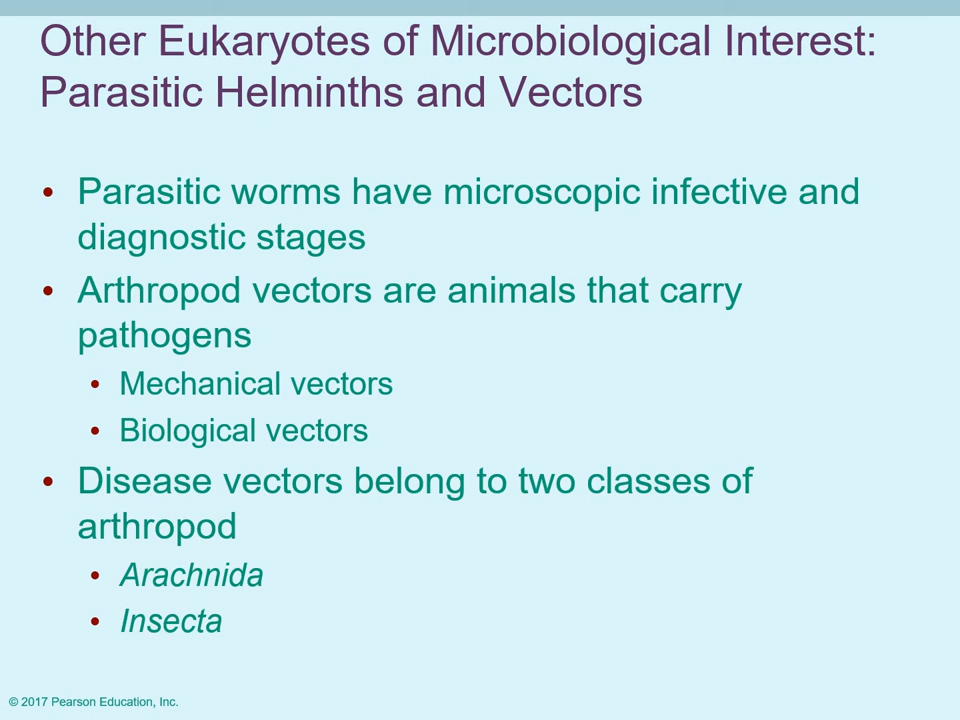 Other Eukaryotes of Microbiological Interest:
Parasitic Helminths and Vectors
• Parasitic worms have microscopic infective and
diagnostic stages
• Arthropod vectors are animals that carry
pathogens
• Mechanical vectors
• Biological vectors
• Disease vectors belong to two classes of
arthropod
• Arachnida
• Insecta
© 2017 Pearson Education, Inc.